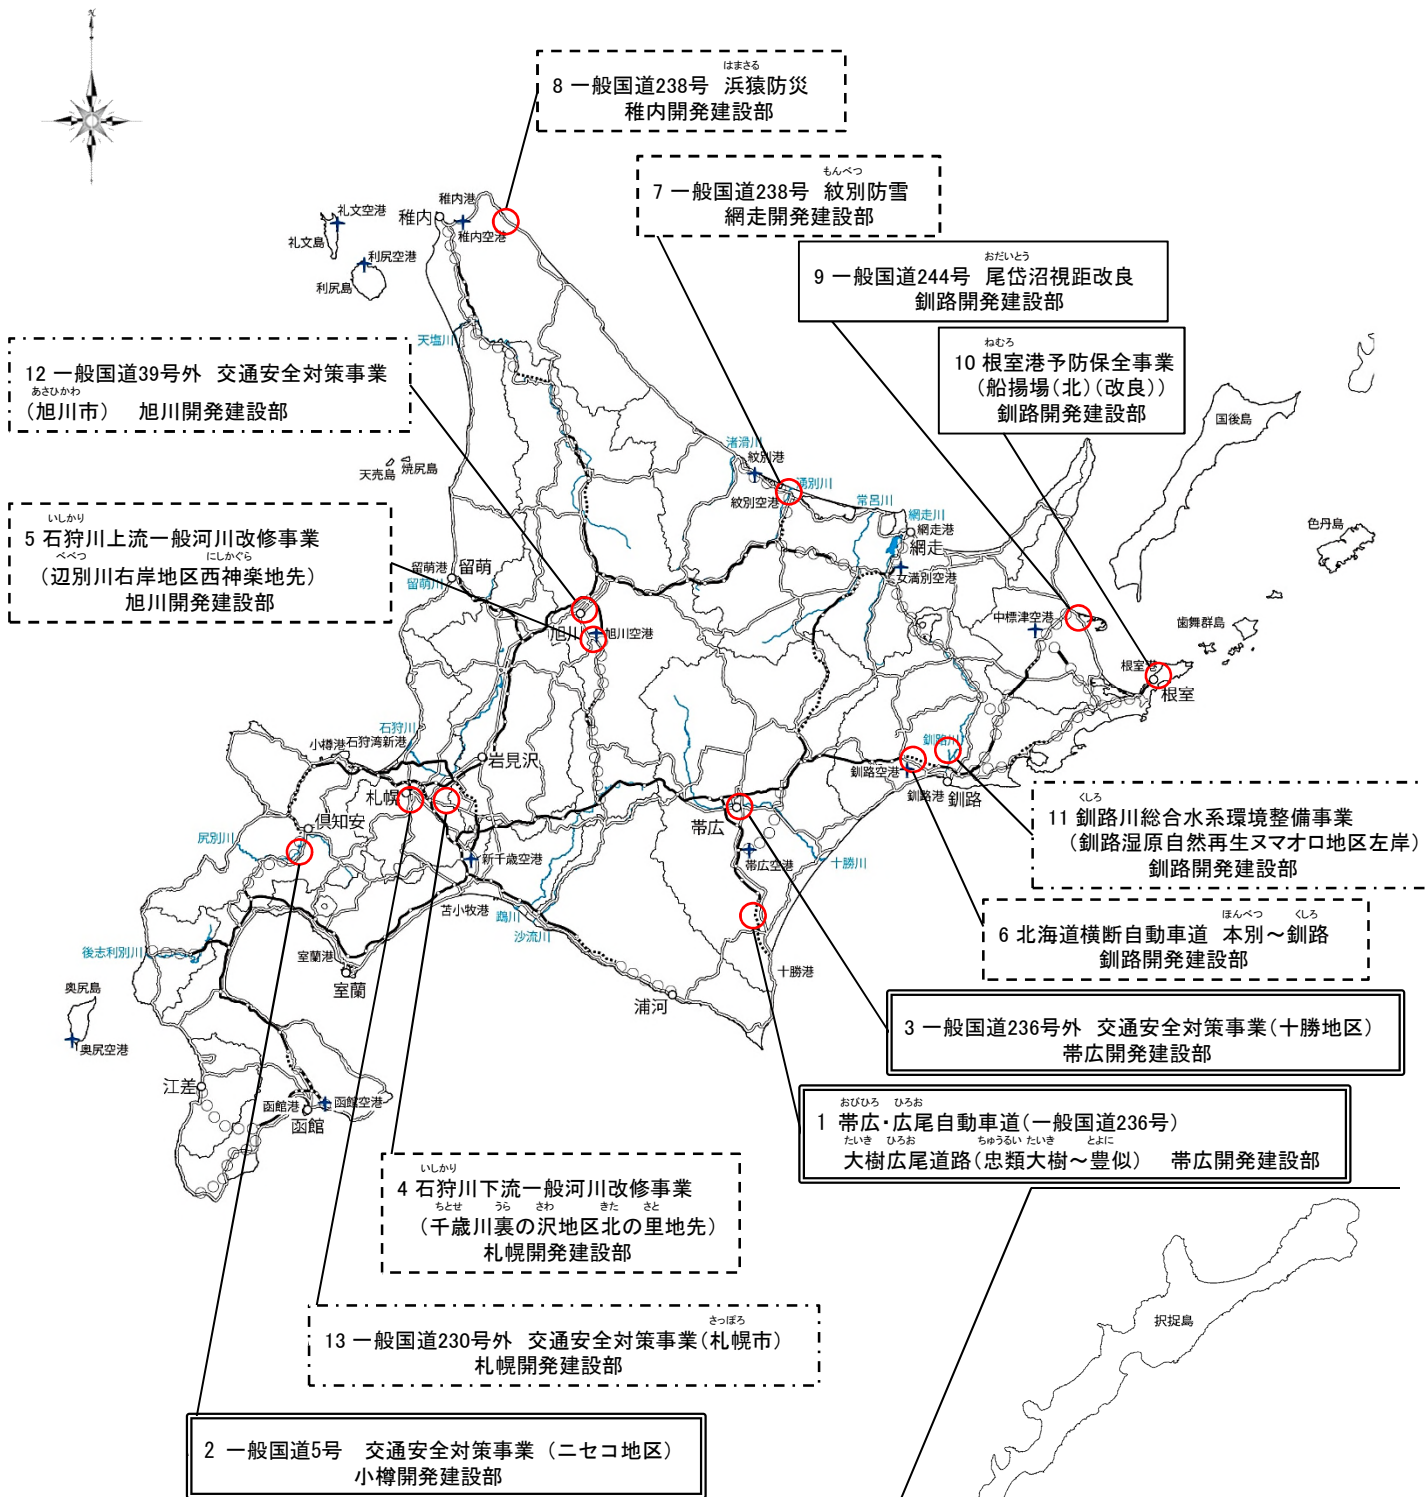 N
はまさる
8 一般国道238号 浜猿防災
稚内開発建設部
もんべつ
7 一般国道238号 紋別防雪
網走開発建設部
おだいとう
9 一般国道244号 尾岱沼視距改良
釧路開発建設部
ねむろ
10 根室港予防保全事業
(船揚場(北)(改良))
釧路開発建設部
12 一般国道39号外 交通安全対策事業
あさひかわ
(旭川市) 旭川開発建設部
いしかり
5 石狩川上流一般河川改修事業
べべつ にしかぐら
(辺別川右岸地区西神楽地先)
旭川開発建設部
礼文空港
礼文島
利尻空港
利尻島
稚内
稚内港
稚内空港
天塩川
天売島
焼尻島
渚滑川
紋別港
紋別空港
湧別川
常呂川
網走川
網走港
網走
女満別空港
国後島
色丹島
歯舞群島
中標津空港
根室港
根室
留萌港
留萌
留萌川
旭川
旭川空港
石狩川
小樽港
石狩湾新港
岩見沢
札幌
倶知安
尻別川
新千歳空港
苫小牧港
鵡川
沙流川
帯広
帯広空港
十勝川
十勝港
釧路空港
釧路川
釧路港
釧路
後志利別川
室蘭港
室蘭
浦河
奥尻島
奥尻空港
江差
函館港
函館
函館空港
択捉島
くしろ
11 釧路川総合水系環境整備事業
(釧路湿原自然再生ヌマオロ地区左岸)
釧路開発建設部
ほんべつ くしろ
6 北海道横断自動車道 本別～釧路
釧路開発建設部
3 一般国道236号外 交通安全対策事業(十勝地区)
帯広開発建設部
おびひろ ひろお
1 帯広・広尾自動車道(一般国道236号)
たいき ひろお ちゅうるい たいき とよに
大樹広尾道路(忠類大樹～豊似) 帯広開発建設部
いしかり
4 石狩川下流一般河川改修事業
ちとせ うら さわ きた さと
(千歳川裏の沢地区北の里地先)
札幌開発建設部
さっぽろ
13 一般国道230号外 交通安全対策事業(札幌市)
札幌開発建設部
2 一般国道5号 交通安全対策事業 (ニセコ地区)
小樽開発建設部